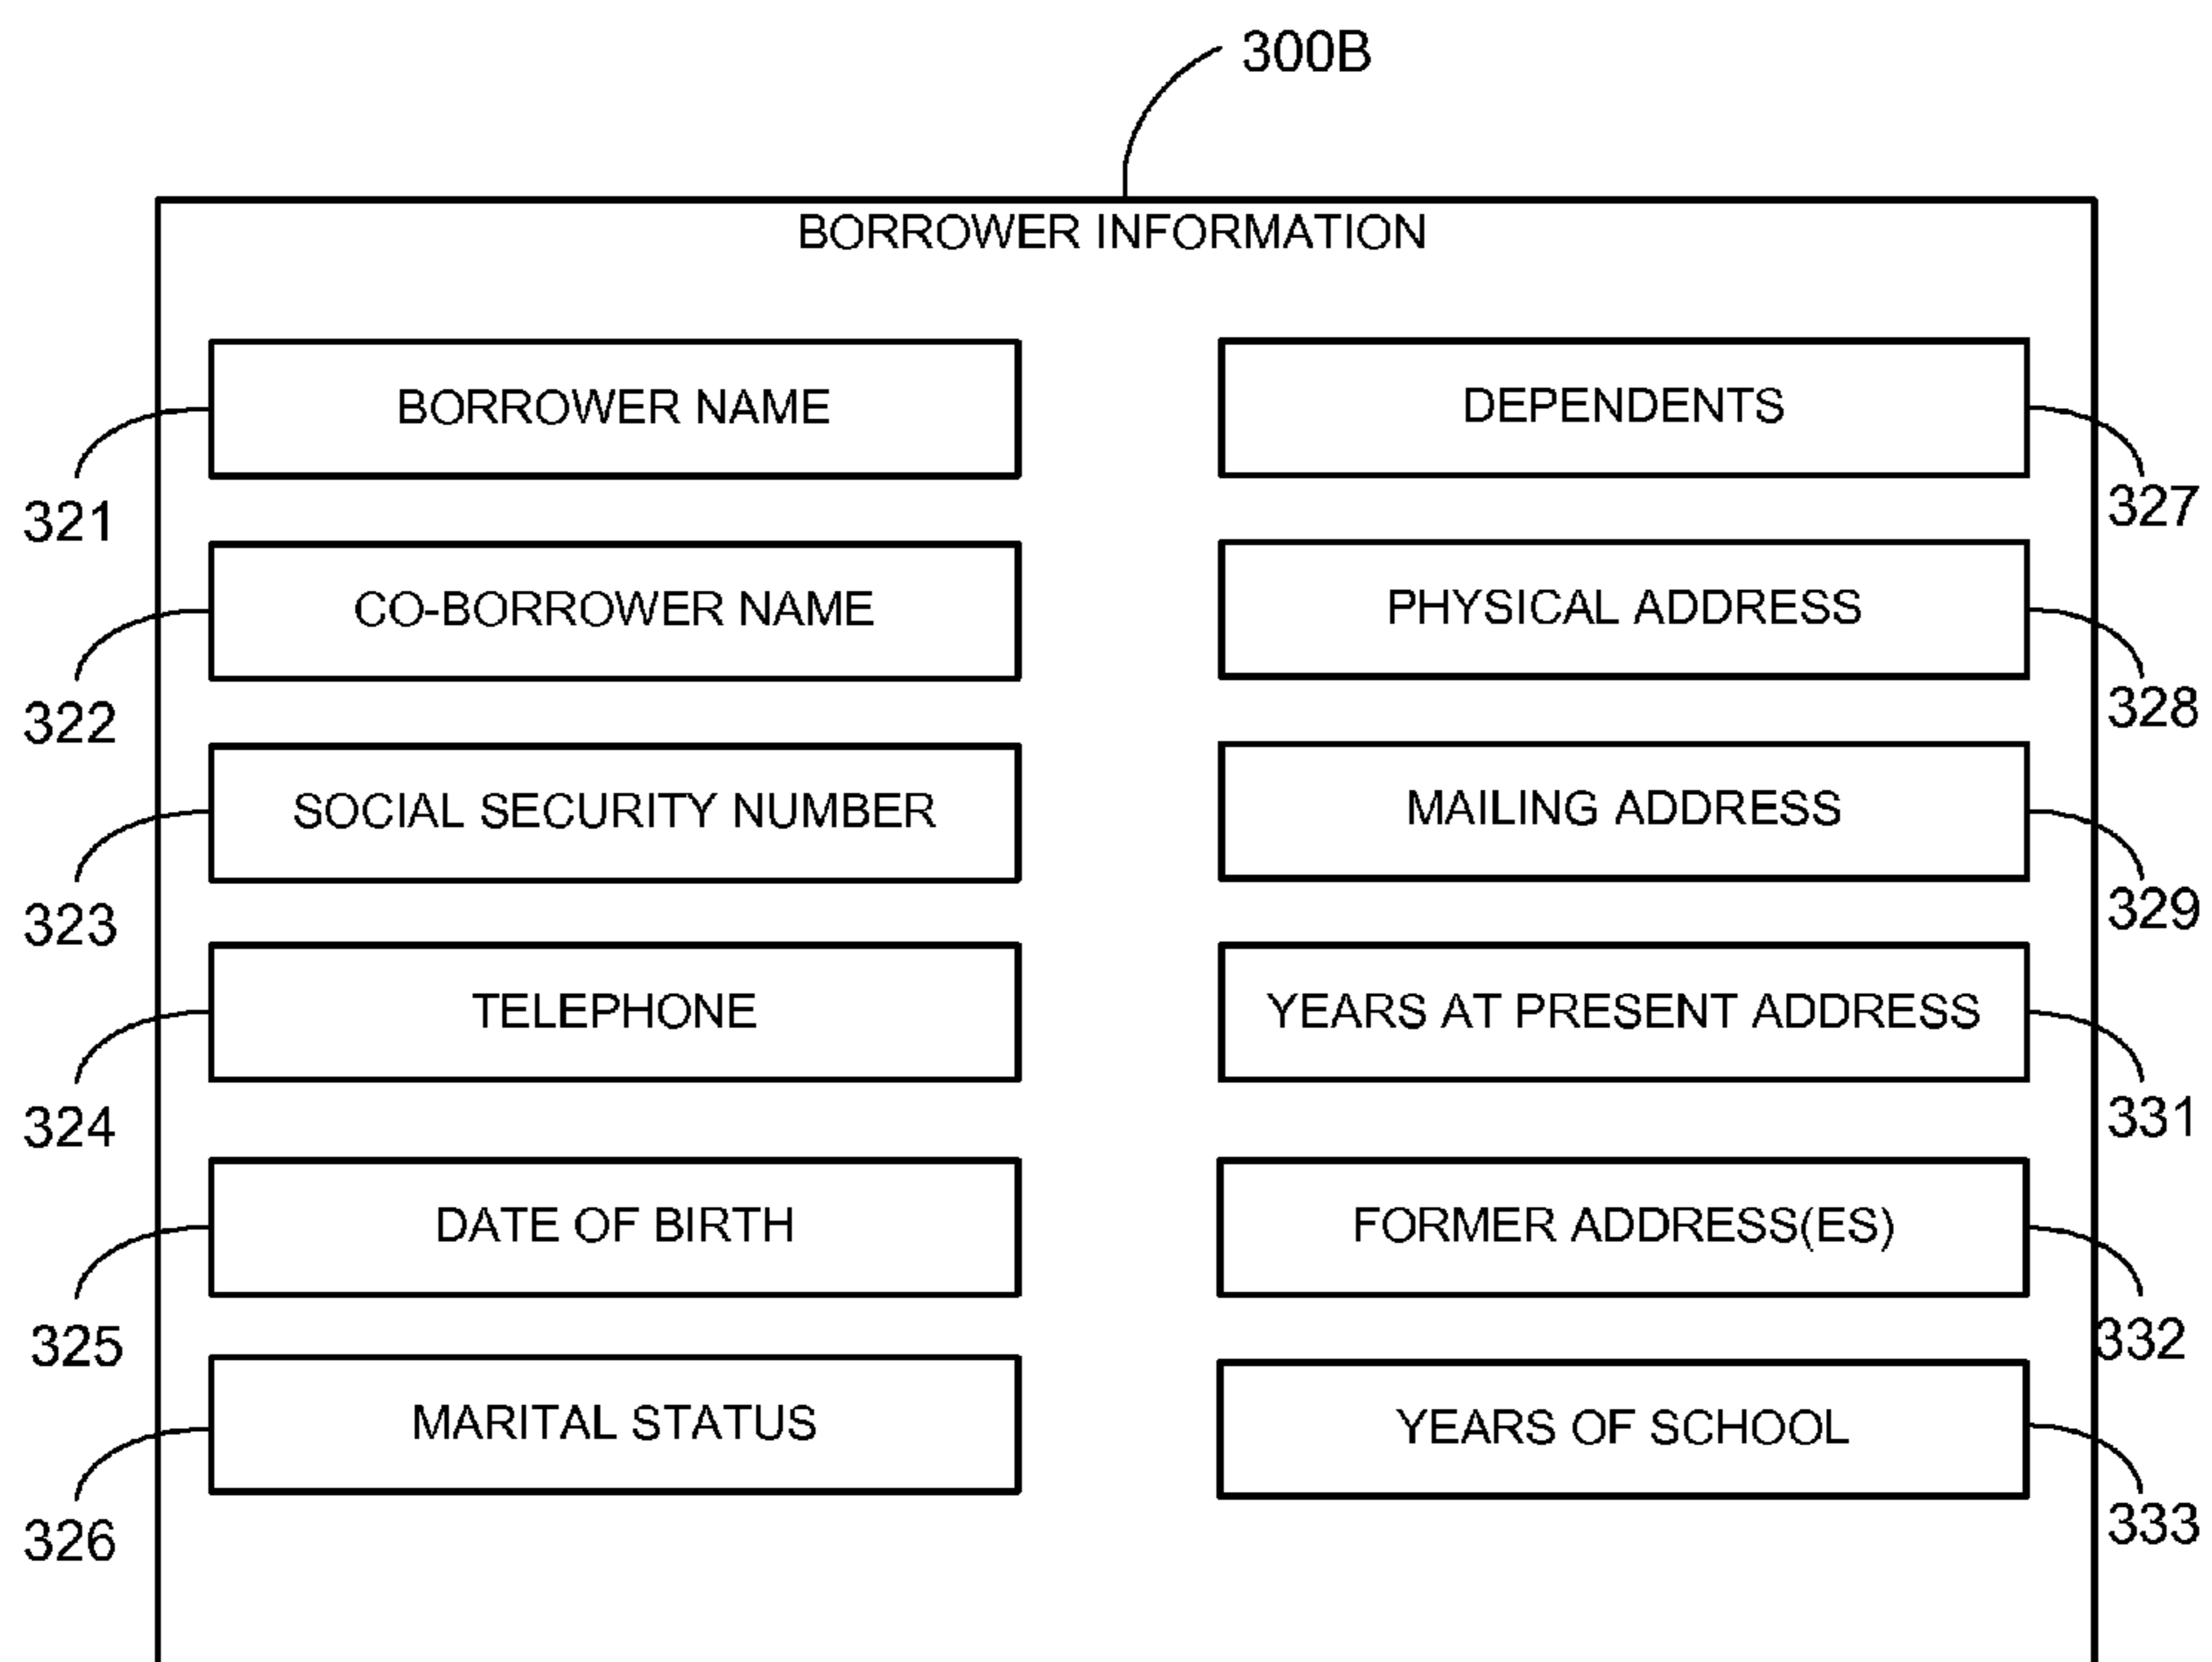 300B
BORROWER INFORMATION
BORROWER NAME
DEPENDENTS
321
327
CO-BORROWER NAME
PHYSICAL ADDRESS
322
328
SOCIAL SECURITY NUMBER
MAILING ADDRESS
323
329
TELEPHONE
YEARS AT PRESENT ADDRESS
324
331
DATE OF BIRTH
FORMER ADDRESS(ES)
325
332
MARITAL STATUS
YEARS OF SCHOOL
326
333